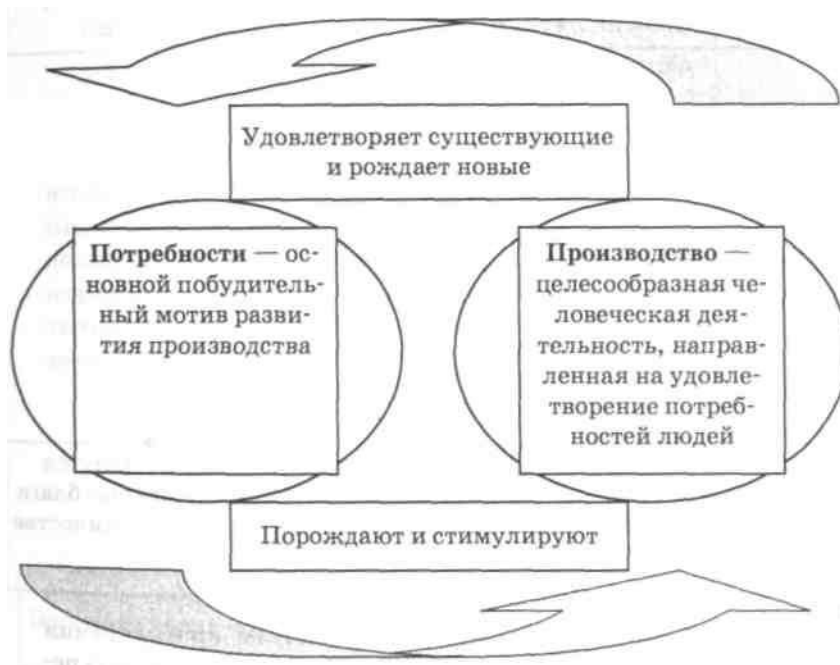 Удовлетворяет существующие
и рождает новые
Потребности — ос-
новной побудитель-
ный мотив разви-
тия производства
Производство —
целесообразная че-
ловеческая дея-
тельность, направ-
ленная на удовле-
творение потреб-
ностей людей
Порождают и стимулируют